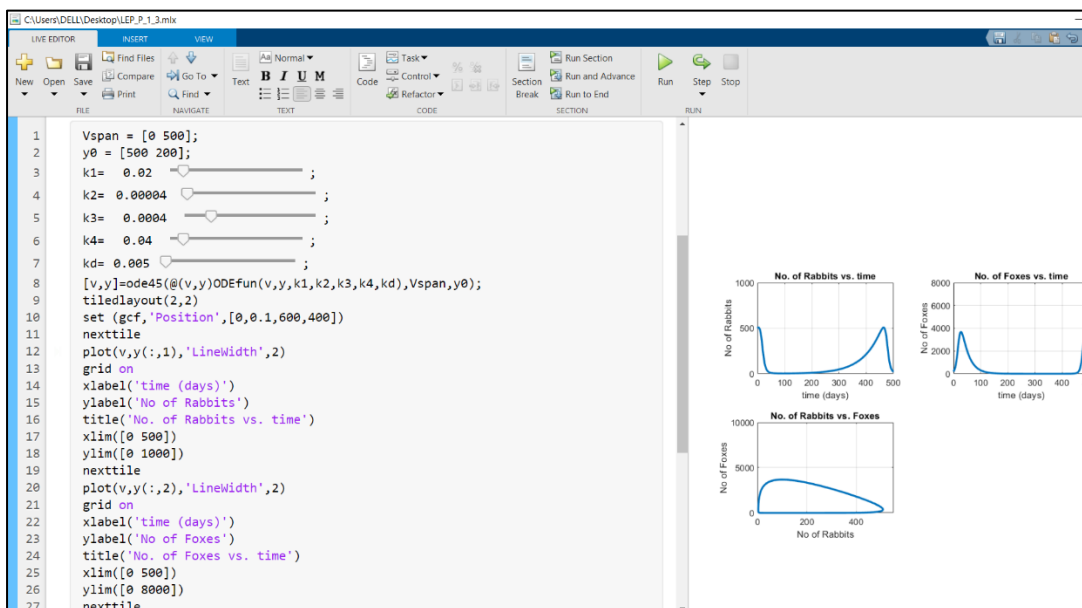 C:\Users\DELL\Desktop\LEP_P_1_3.mlx
LIVE EDITOR INSERT VIEW
New Open Save Find Files Compare Print
FILE
Go To Find
NAVIGATE
Text Aa Normal B I U M
TEXT
Code Task Control Refactor
CODE
Section Break Run Section Run and Advance Run to End
SECTION
Run Step Stop
RUN
1 Vspan = [0 500];
2 y0 = [500 200];
3 k1= 0.02 ;
4 k2= 0.00004 ;
5 k3= 0.0004 ;
6 k4= 0.04 ;
7 kd= 0.005 ;
8 [v,y]=ode45(@(v,y)ODEfun(v,y,k1,k2,k3,k4,kd),Vspan,y0);
9 tiledlayout(2,2)
10 set (gcf,'Position',[0,0.1,600,400])
11 nexttile
12 plot(v,y(:,1),'LineWidth',2)
13 grid on
14 xlabel('time (days)')
15 ylabel('No of Rabbits')
16 title('No. of Rabbits vs. time')
17 xlim([0 500])
18 ylim([0 1000])
19 nexttile
20 plot(v,y(:,2),'LineWidth',2)
21 grid on
22 xlabel('time (days)')
23 ylabel('No of Foxes')
24 title('No. of Foxes vs. time')
25 xlim([0 500])
26 ylim([0 8000])
27 nexttile
No. of Rabbits vs. time
1000
500
0
No of Rabbits
0 100 200 300 400 500
time (days)
No. of Foxes vs. time
8000
6000
4000
2000
0
No of Foxes
0 100 200 300 400
time (days)
No. of Rabbits vs. Foxes
10000
5000
0
No of Foxes
0 200 400
No of Rabbits